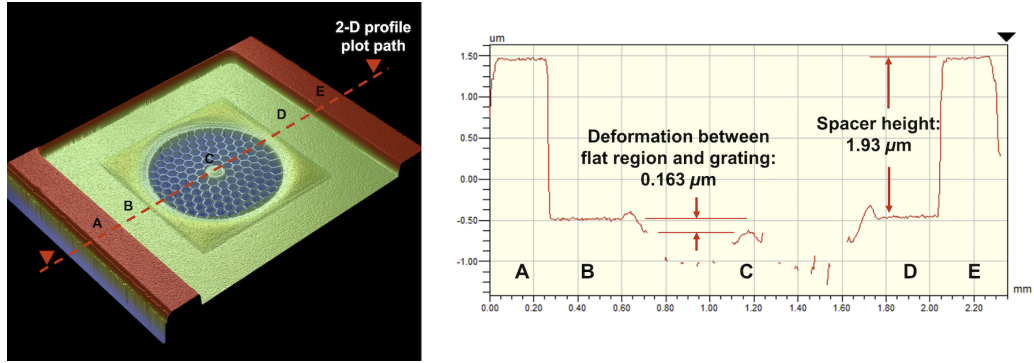 2-D profile
plot path
A
B
C
D
E
um
1.50
1.00
0.50
0.00
-0.50
-1.00
Deformation between
flat region and grating:
0.163 µm
Spacer height:
1.93 µm
A B C D E
mm
0.00 0.20 0.40 0.60 0.80 1.00 1.20 1.40 1.60 1.80 2.00 2.20